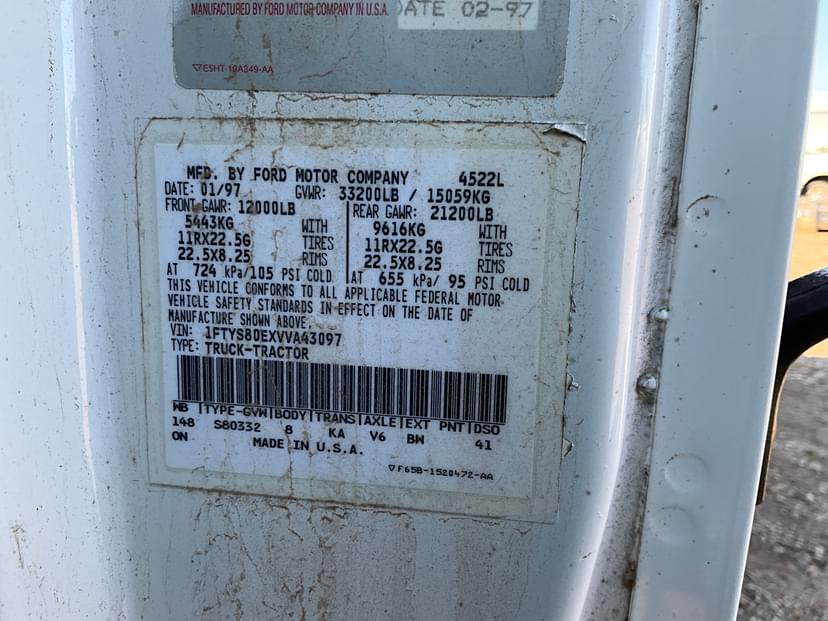 MANUFACTURED BY FORD MOTOR COMPANY IN U.S.A.
DATE 02-97
E5HT-19A349-AA
MFD. BY FORD MOTOR COMPANY 4522L
DATE: 01/97 GVWR: 33200LB / 15059KG
FRONT GAWR: 12000LB REAR GAWR: 21200LB
5443KG WITH 9616KG WITH
11RX22.5G TIRES 11RX22.5G TIRES
22.5X8.25 RIMS 22.5X8.25 RIMS
AT 724 kPa/105 PSI COLD AT 655 kPa/ 95 PSI COLD
THIS VEHICLE CONFORMS TO ALL APPLICABLE FEDERAL MOTOR
VEHICLE SAFETY STANDARDS IN EFFECT ON THE DATE OF
MANUFACTURE SHOWN ABOVE.
VIN: 1FTYS80EXVVA43097
TYPE: TRUCK-TRACTOR
WB |TYPE-GVW|BODY|TRANS|AXLE|EXT PNT|DSO
148 S80332 8 KA V6 BW 41
ON MADE IN U.S.A.
F65B-1520472-AA